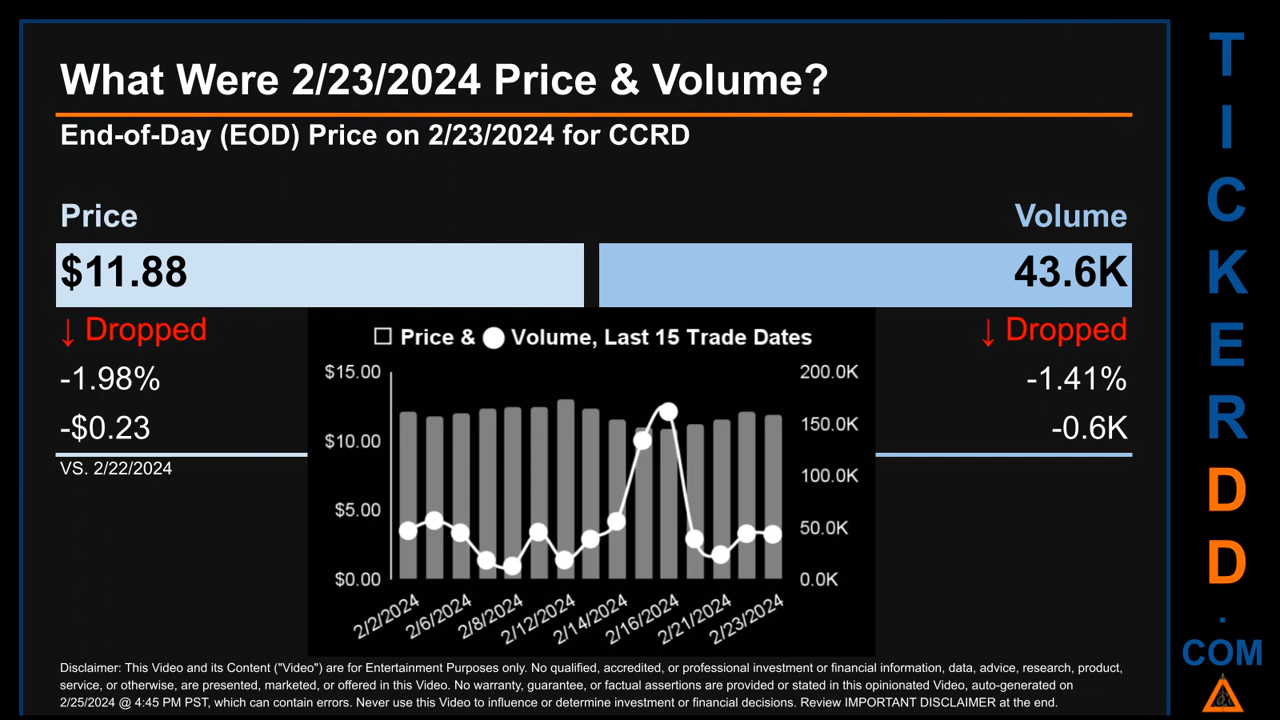 What Were 2/23/2024 Price & Volume?
End-of-Day (EOD) Price on 2/23/2024 for CCRD
Price
Volume
$11.88
43.6K
↓ Dropped
-1.98%
-$0.23
VS. 2/22/2024
↓ Dropped
-1.41%
-0.6K
Price & Volume, Last 15 Trade Dates
$15.00
$10.00
$5.00
$0.00
200.0K
150.0K
100.0K
50.0K
0.0K
2/2/2024
2/6/2024
2/8/2024
2/12/2024
2/14/2024
2/16/2024
2/21/2024
2/23/2024
Disclaimer: This Video and its Content ("Video") are for Entertainment Purposes only. No qualified, accredited, or professional investment or financial information, data, advice, research, product,
service, or otherwise, are presented, marketed, or offered in this Video. No warranty, guarantee, or factual assertions are provided or stated in this opinionated Video, auto-generated on
2/25/2024 @ 4:45 PM PST, which can contain errors. Never use this Video to influence or determine investment or financial decisions. Review IMPORTANT DISCLAIMER at the end.
T
I
C
K
E
R
D
D
.
COM